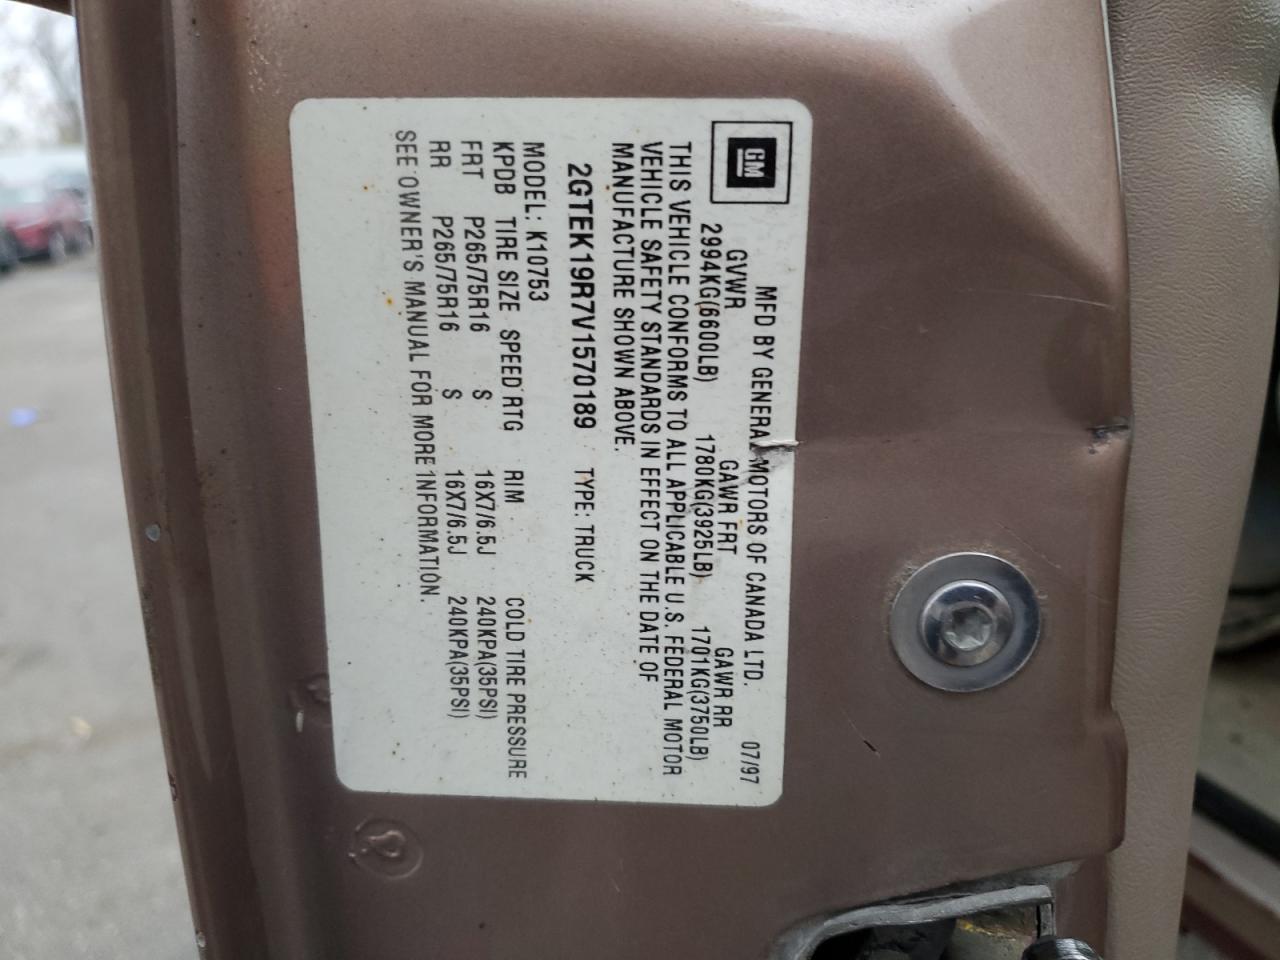 GM
MFD BY GENERAL MOTORS OF CANADA LTD. 07/97
GVWR GAWR FRT GAWR RR
2994KG(6600LB) 1780KG(3925LB) 1701KG(3750LB)
THIS VEHICLE CONFORMS TO ALL APPLICABLE U.S. FEDERAL MOTOR
VEHICLE SAFETY STANDARDS IN EFFECT ON THE DATE OF
MANUFACTURE SHOWN ABOVE.
2GTEK19R7V1570189 TYPE: TRUCK
MODEL: K10753
KPDB TIRE SIZE SPEED RTG RIM COLD TIRE PRESSURE
FRT P265/75R16 S 16X7/6.5J 240KPA(35PSI)
RR P265/75R16 S 16X7/6.5J 240KPA(35PSI)
SEE OWNER'S MANUAL FOR MORE INFORMATION.